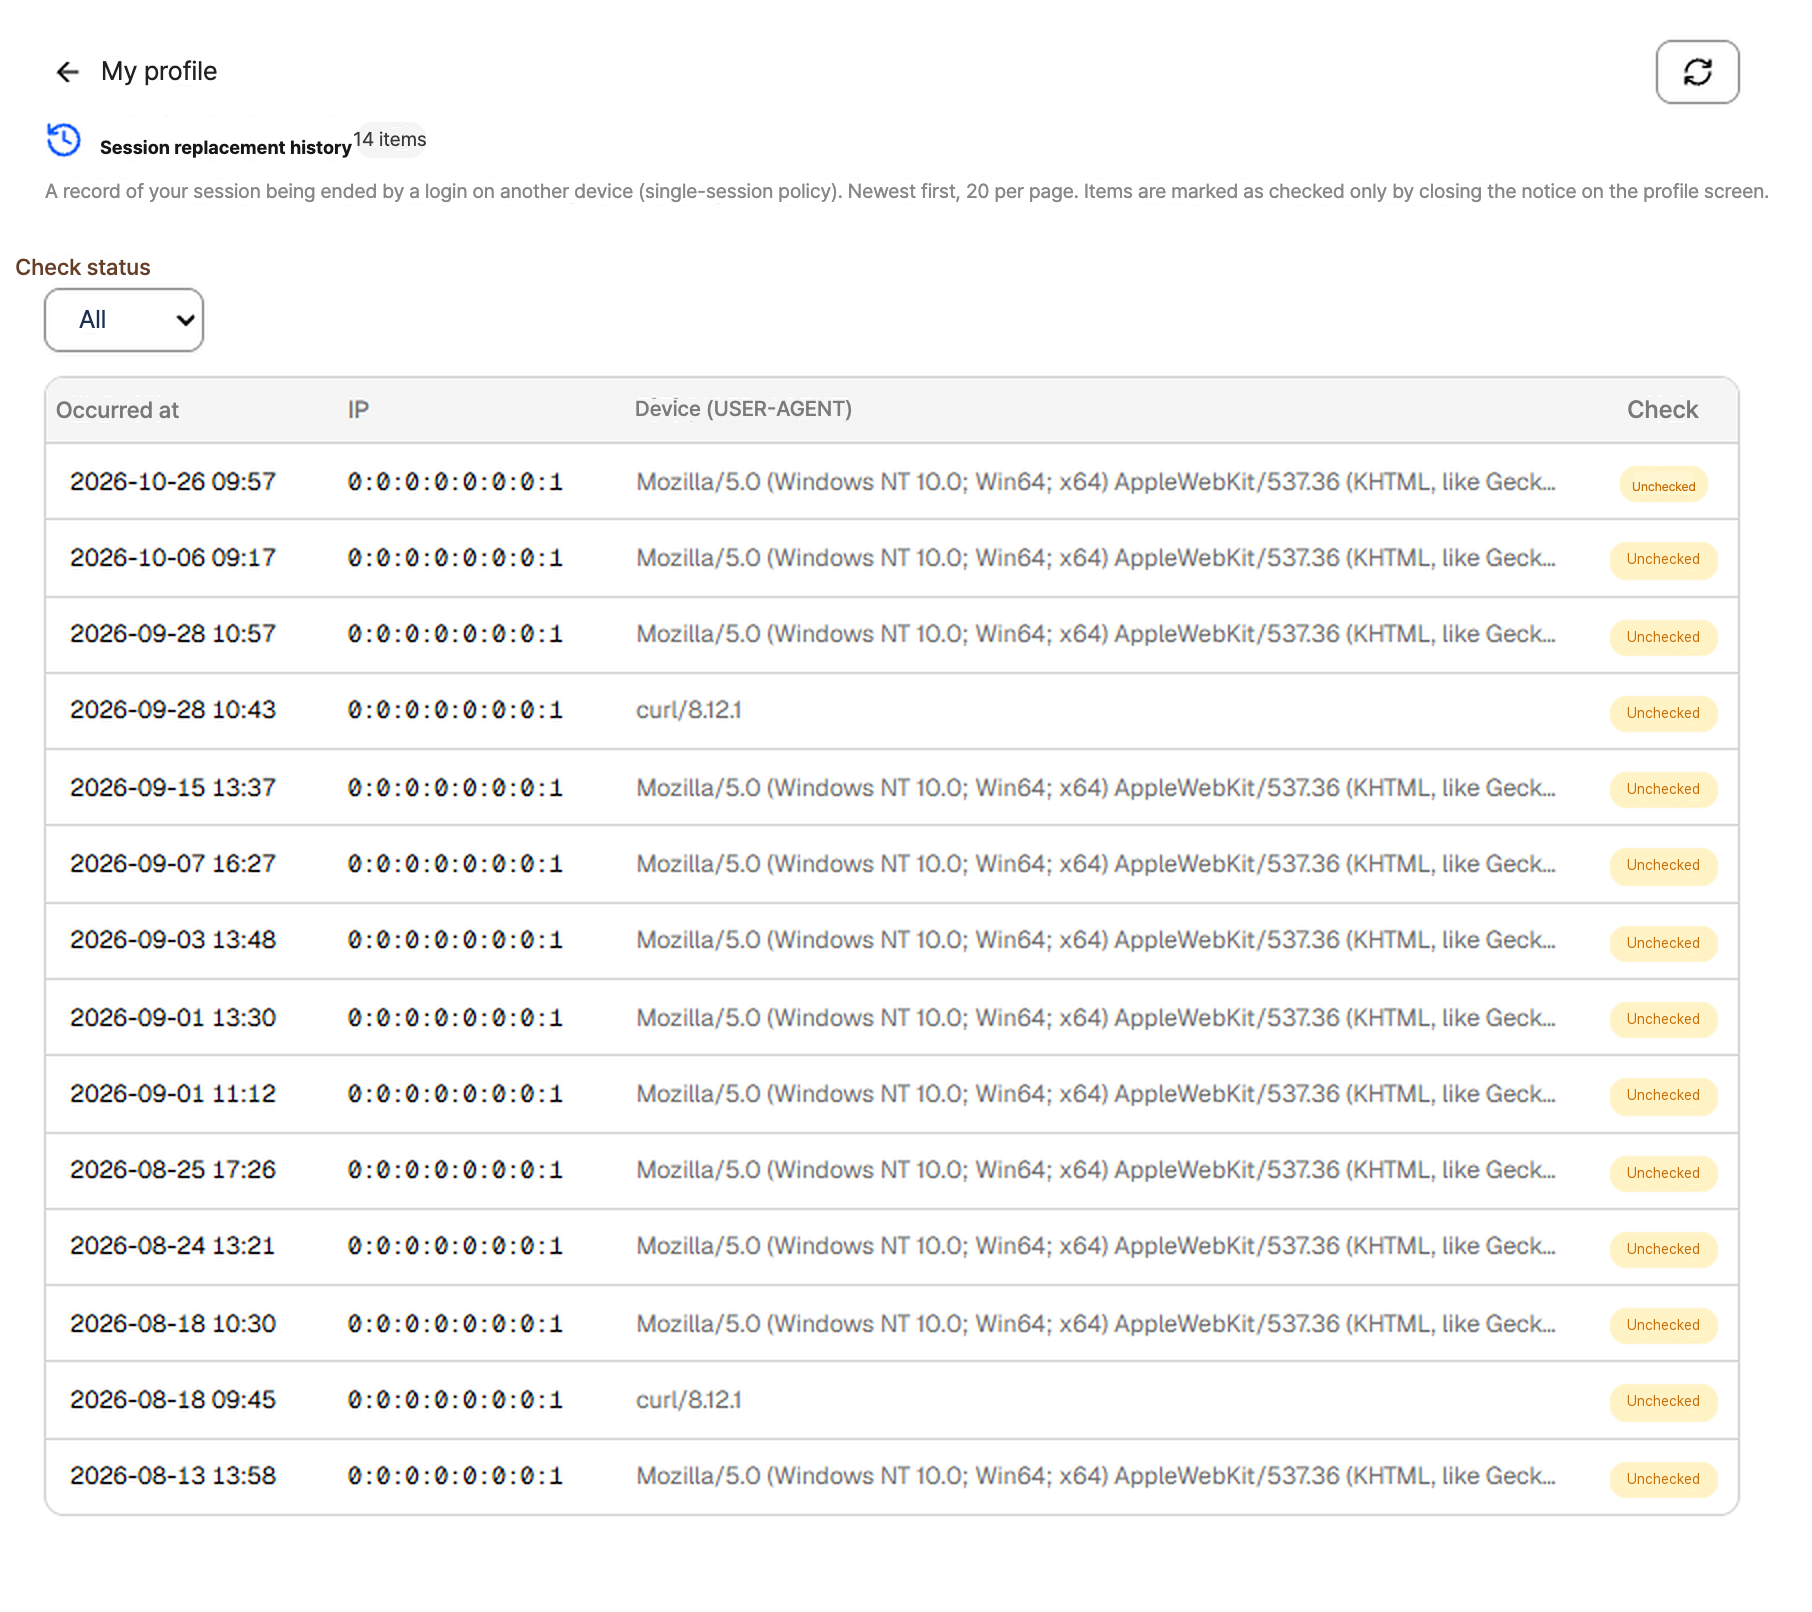 My profile
Session replacement history 14 items
A record of your session being ended by a login on another device (single-session policy). Newest first, 20 per page. Items are marked as checked only by closing the notice on the profile screen.
Check status
All
Occurred at IP Device (USER-AGENT) Check
2026-10-26 09:57 0:0:0:0:0:0:0:1 Mozilla/5.0 (Windows NT 10.0; Win64; x64) AppleWebKit/537.36 (KHTML, like Geck... Unchecked
2026-10-06 09:17 0:0:0:0:0:0:0:1 Mozilla/5.0 (Windows NT 10.0; Win64; x64) AppleWebKit/537.36 (KHTML, like Geck... Unchecked
2026-09-28 10:57 0:0:0:0:0:0:0:1 Mozilla/5.0 (Windows NT 10.0; Win64; x64) AppleWebKit/537.36 (KHTML, like Geck... Unchecked
2026-09-28 10:43 0:0:0:0:0:0:0:1 curl/8.12.1 Unchecked
2026-09-15 13:37 0:0:0:0:0:0:0:1 Mozilla/5.0 (Windows NT 10.0; Win64; x64) AppleWebKit/537.36 (KHTML, like Geck... Unchecked
2026-09-07 16:27 0:0:0:0:0:0:0:1 Mozilla/5.0 (Windows NT 10.0; Win64; x64) AppleWebKit/537.36 (KHTML, like Geck... Unchecked
2026-09-03 13:48 0:0:0:0:0:0:0:1 Mozilla/5.0 (Windows NT 10.0; Win64; x64) AppleWebKit/537.36 (KHTML, like Geck... Unchecked
2026-09-01 13:30 0:0:0:0:0:0:0:1 Mozilla/5.0 (Windows NT 10.0; Win64; x64) AppleWebKit/537.36 (KHTML, like Geck... Unchecked
2026-09-01 11:12 0:0:0:0:0:0:0:1 Mozilla/5.0 (Windows NT 10.0; Win64; x64) AppleWebKit/537.36 (KHTML, like Geck... Unchecked
2026-08-25 17:26 0:0:0:0:0:0:0:1 Mozilla/5.0 (Windows NT 10.0; Win64; x64) AppleWebKit/537.36 (KHTML, like Geck... Unchecked
2026-08-24 13:21 0:0:0:0:0:0:0:1 Mozilla/5.0 (Windows NT 10.0; Win64; x64) AppleWebKit/537.36 (KHTML, like Geck... Unchecked
2026-08-18 10:30 0:0:0:0:0:0:0:1 Mozilla/5.0 (Windows NT 10.0; Win64; x64) AppleWebKit/537.36 (KHTML, like Geck... Unchecked
2026-08-18 09:45 0:0:0:0:0:0:0:1 curl/8.12.1 Unchecked
2026-08-13 13:58 0:0:0:0:0:0:0:1 Mozilla/5.0 (Windows NT 10.0; Win64; x64) AppleWebKit/537.36 (KHTML, like Geck... Unchecked